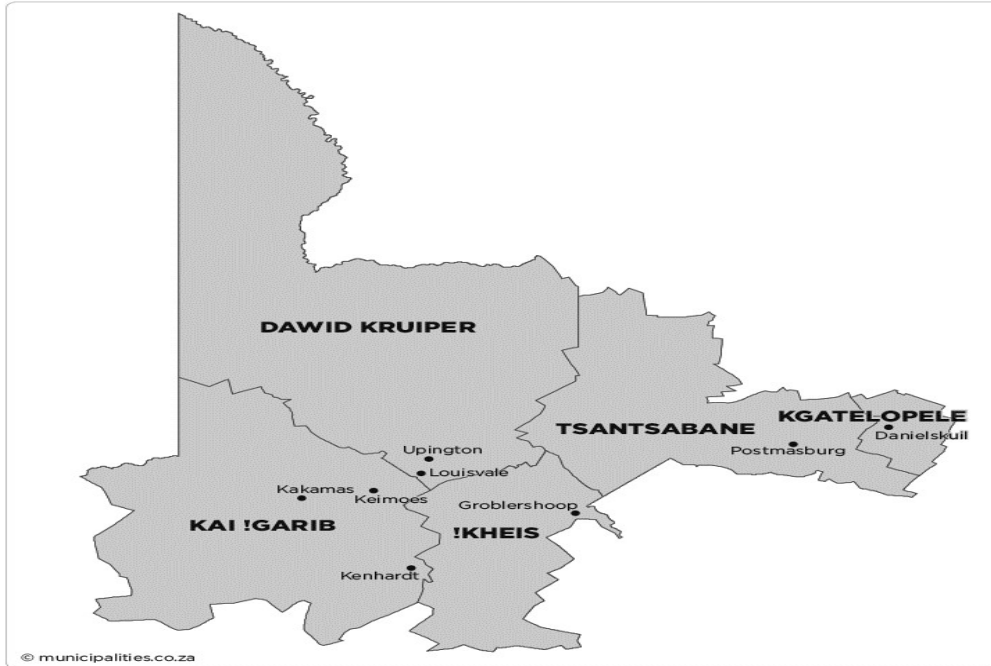 DAWID KRUIPER
KGATELOPELE
TSANTSABANE
Danielskuil
Upington
Postmasburg
Louisvale
Kakamas
Keimoes
Groblershoop
KAI !GARIB
!KHEIS
Kenhardt
© municipalities.co.za